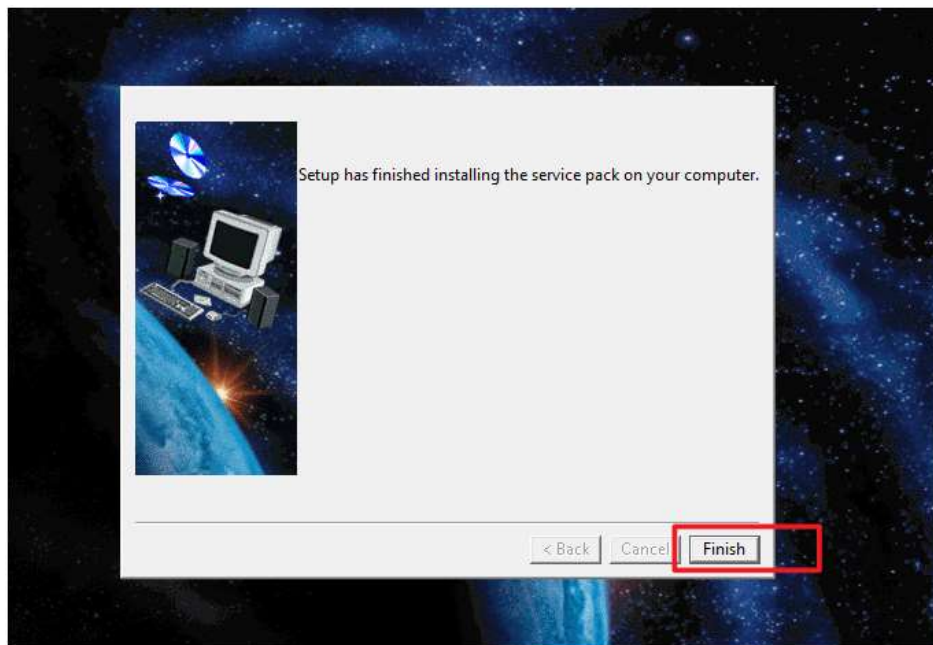 Setup has finished installing the service pack on your computer.
< Back Cancel Finish